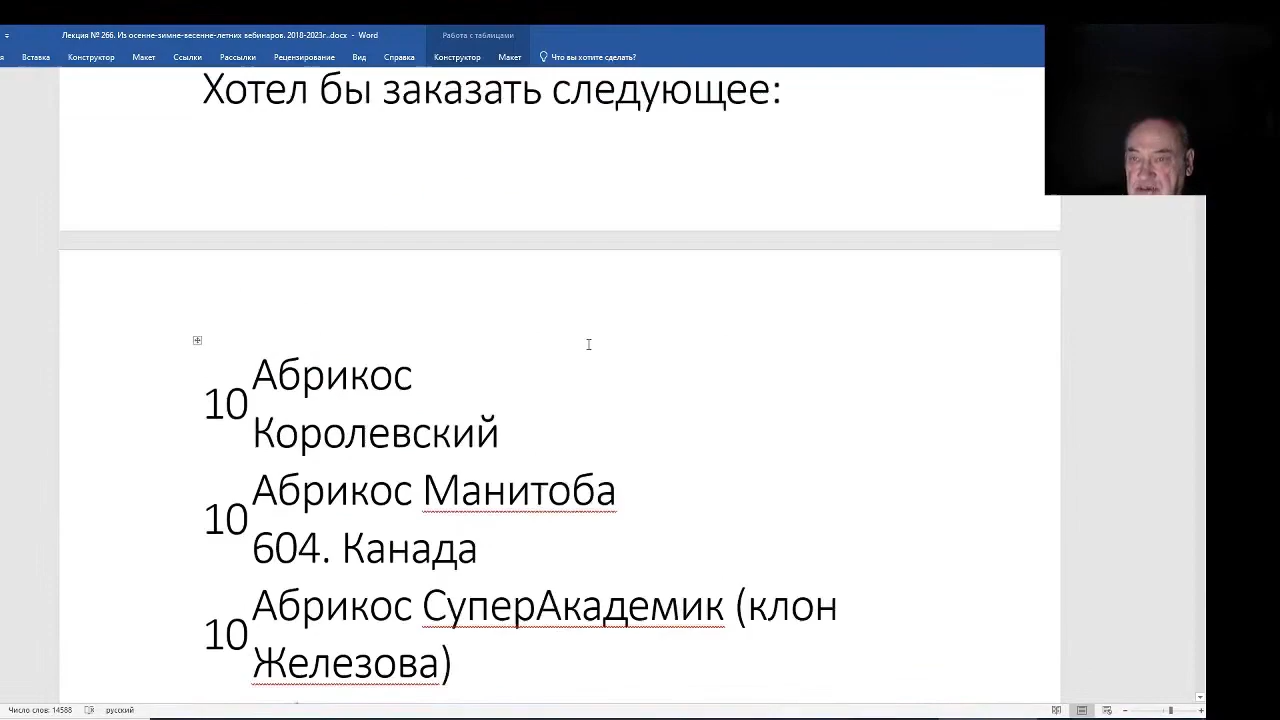 Лекция № 266. Из осенне-зимне-весенне-летних вебинаров. 2018-2023г..docx - Word
Работа с таблицами
я Вставка Конструктор Макет Ссылки Рассылки Рецензирование Вид Справка Конструктор Макет Что вы хотите сделать?
Хотел бы заказать следующее:
10 Абрикос
Королевский
10 Абрикос Манитоба
604. Канада
10 Абрикос СуперАкадемик (клон
Железова)
Число слов: 14588 русский